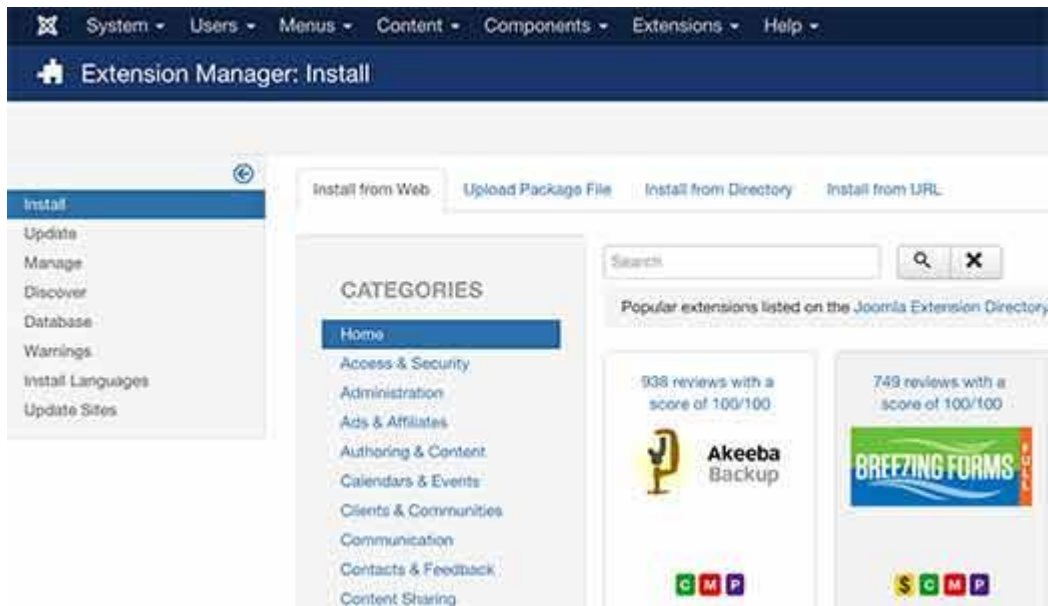 System Users Menus Content Components Extensions Help
Extension Manager: Install
Install
Update
Manage
Discover
Database
Warnings
Install Languages
Update Sites
Install from Web Upload Package File Install from Directory Install from URL
CATEGORIES
Home
Access & Security
Administration
Ads & Affiliates
Authoring & Content
Calendars & Events
Clients & Communities
Communication
Contacts & Feedback
Content Sharing
Search
Popular extensions listed on the Joomla Extension Directory
938 reviews with a
score of 100/100
Akeeba
Backup
C M P
749 reviews with a
score of 100/100
BREEZING FORMS
FULL
$ C M P